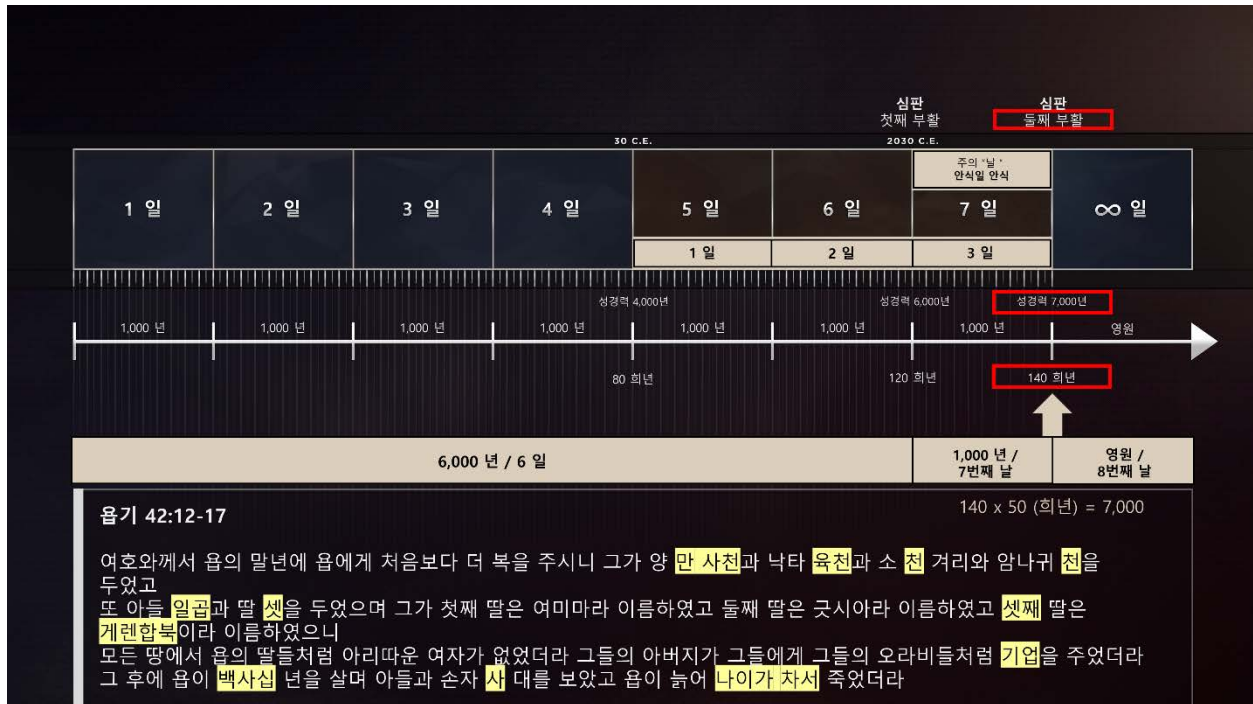 심판 심판
첫째 부활 둘째 부활
30 C.E. 2030 C.E.
주의 "날"
안식일 안식
1 일 2 일 3 일 4 일 5 일 6 일 7 일 ∞ 일
1 일 2 일 3 일
성경력 4,000년 성경력 6,000년 성경력 7,000년
1,000 년 1,000 년 1,000 년 1,000 년 1,000 년 1,000 년 1,000 년 영원
80 희년 120 희년 140 희년
6,000 년 / 6 일
1,000 년 /
7번째 날
영원 /
8번째 날
욥기 42:12-17 140 x 50 (희년) = 7,000
여호와께서 욥의 말년에 욥에게 처음보다 더 복을 주시니 그가 양 만 사천과 낙타 육천과 소 천 겨리와 암나귀 천을
두었고
또 아들 일곱과 딸 셋을 두었으며 그가 첫째 딸은 여미마라 이름하였고 둘째 딸은 긋시아라 이름하였고 셋째 딸은
게렌합북이라 이름하였으니
모든 땅에서 욥의 딸들처럼 아리따운 여자가 없었더라 그들의 아버지가 그들에게 그들의 오라비들처럼 기업을 주었더라
그 후에 욥이 백사십 년을 살며 아들과 손자 사 대를 보았고 욥이 늙어 나이가 차서 죽었더라